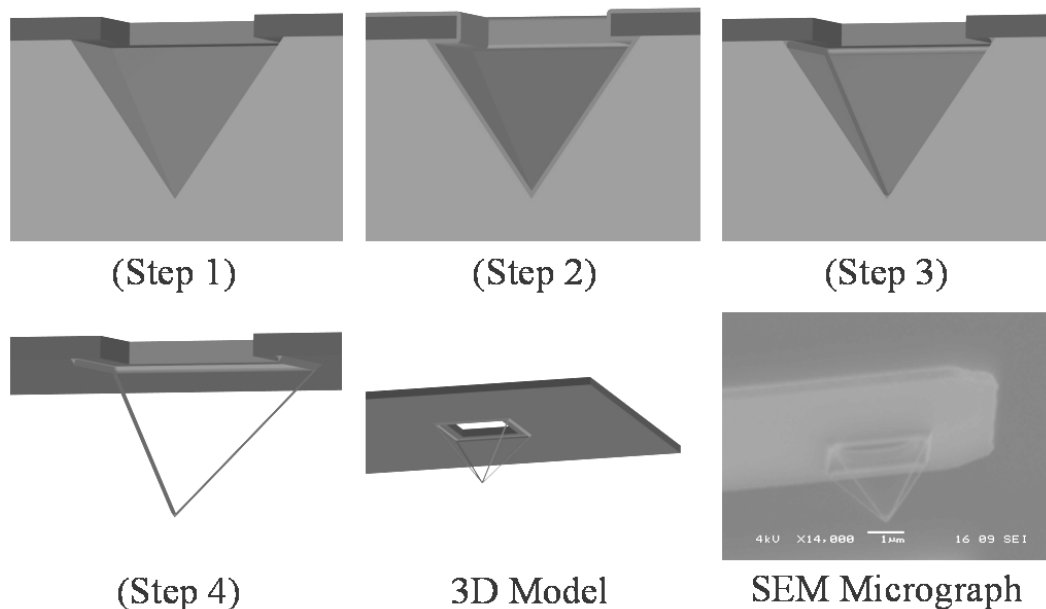 (Step 1)
(Step 2)
(Step 3)
4kV X14,000 1μm 16 09 SEI
(Step 4)
3D Model
SEM Micrograph